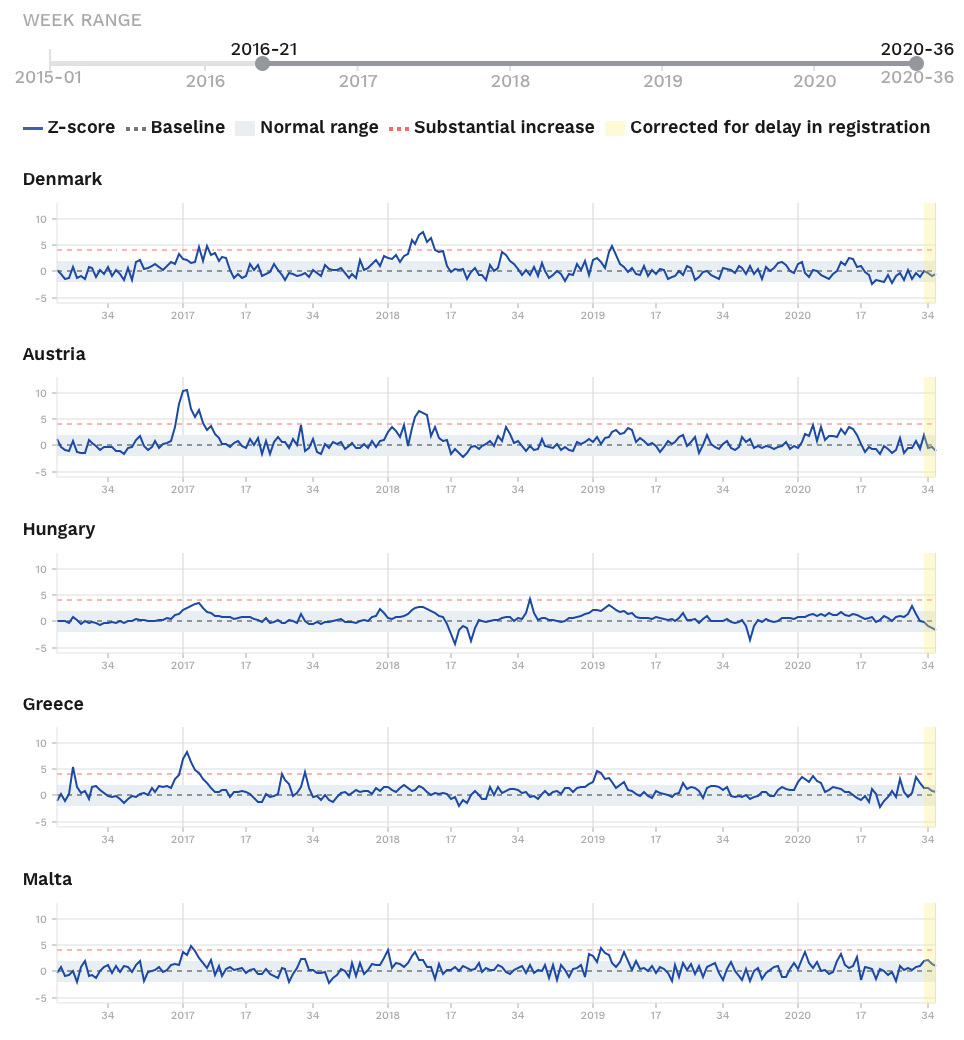 WEEK RANGE
2016-21 2020-36
2015-01 2016 2017 2018 2019 2020 2020-36
Z-score Baseline Normal range Substantial increase Corrected for delay in registration
Denmark
10
5
0
-5
34 2017 17 34 2018 17 34 2019 17 34 2020 17 34
Austria
10
5
0
-5
34 2017 17 34 2018 17 34 2019 17 34 2020 17 34
Hungary
10
5
0
-5
34 2017 17 34 2018 17 34 2019 17 34 2020 17 34
Greece
10
5
0
-5
34 2017 17 34 2018 17 34 2019 17 34 2020 17 34
Malta
10
5
0
-5
34 2017 17 34 2018 17 34 2019 17 34 2020 17 34